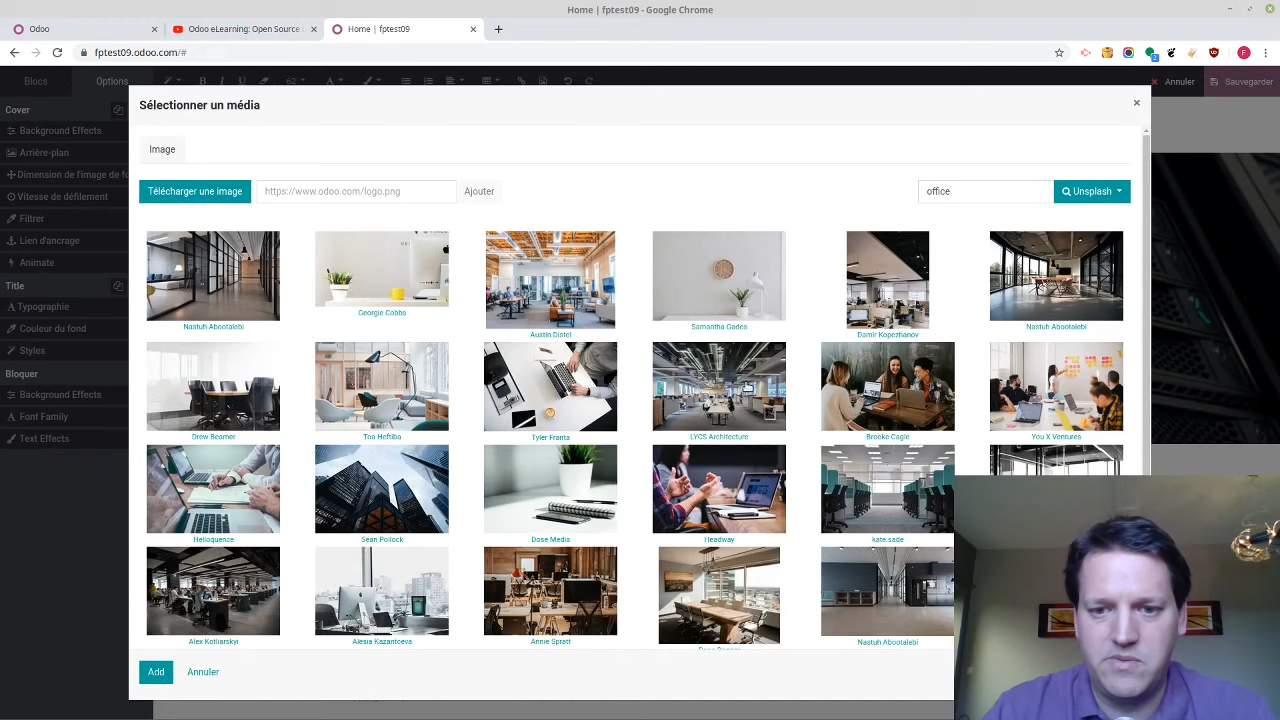 Home | fptest09 - Google Chrome
Odoo
Odoo eLearning: Open Source
Home | fptest09
fptest09.odoo.com/#
Blocs
Options
62
Annuler
Sauvegarder
Cover
Background Effects
Arrière-plan
Dimension de l'image de fo
Vitesse de défilement
Filtrer
Lien d'ancrage
Animate
Title
Typographie
Couleur du fond
Styles
Bloquer
Background Effects
Font Family
Text Effects
Sélectionner un média
Image
Télécharger une image
https://www.odoo.com/logo.png
Ajouter
office
Unsplash
Nastuh Abootalebi
Georgie Cobbs
Austin Distel
Samantha Gades
Damir Kopezhanov
Nastuh Abootalebi
Drew Beamer
Toa Heftiba
Tyler Franta
LYCS Architecture
Brooke Cagle
You X Ventures
Helloquence
Sean Pollock
Dose Media
Headway
kate.sade
Alex Kotliarskyi
Alesia Kazantceva
Annie Spratt
Nastuh Abootalebi
Add
Annuler